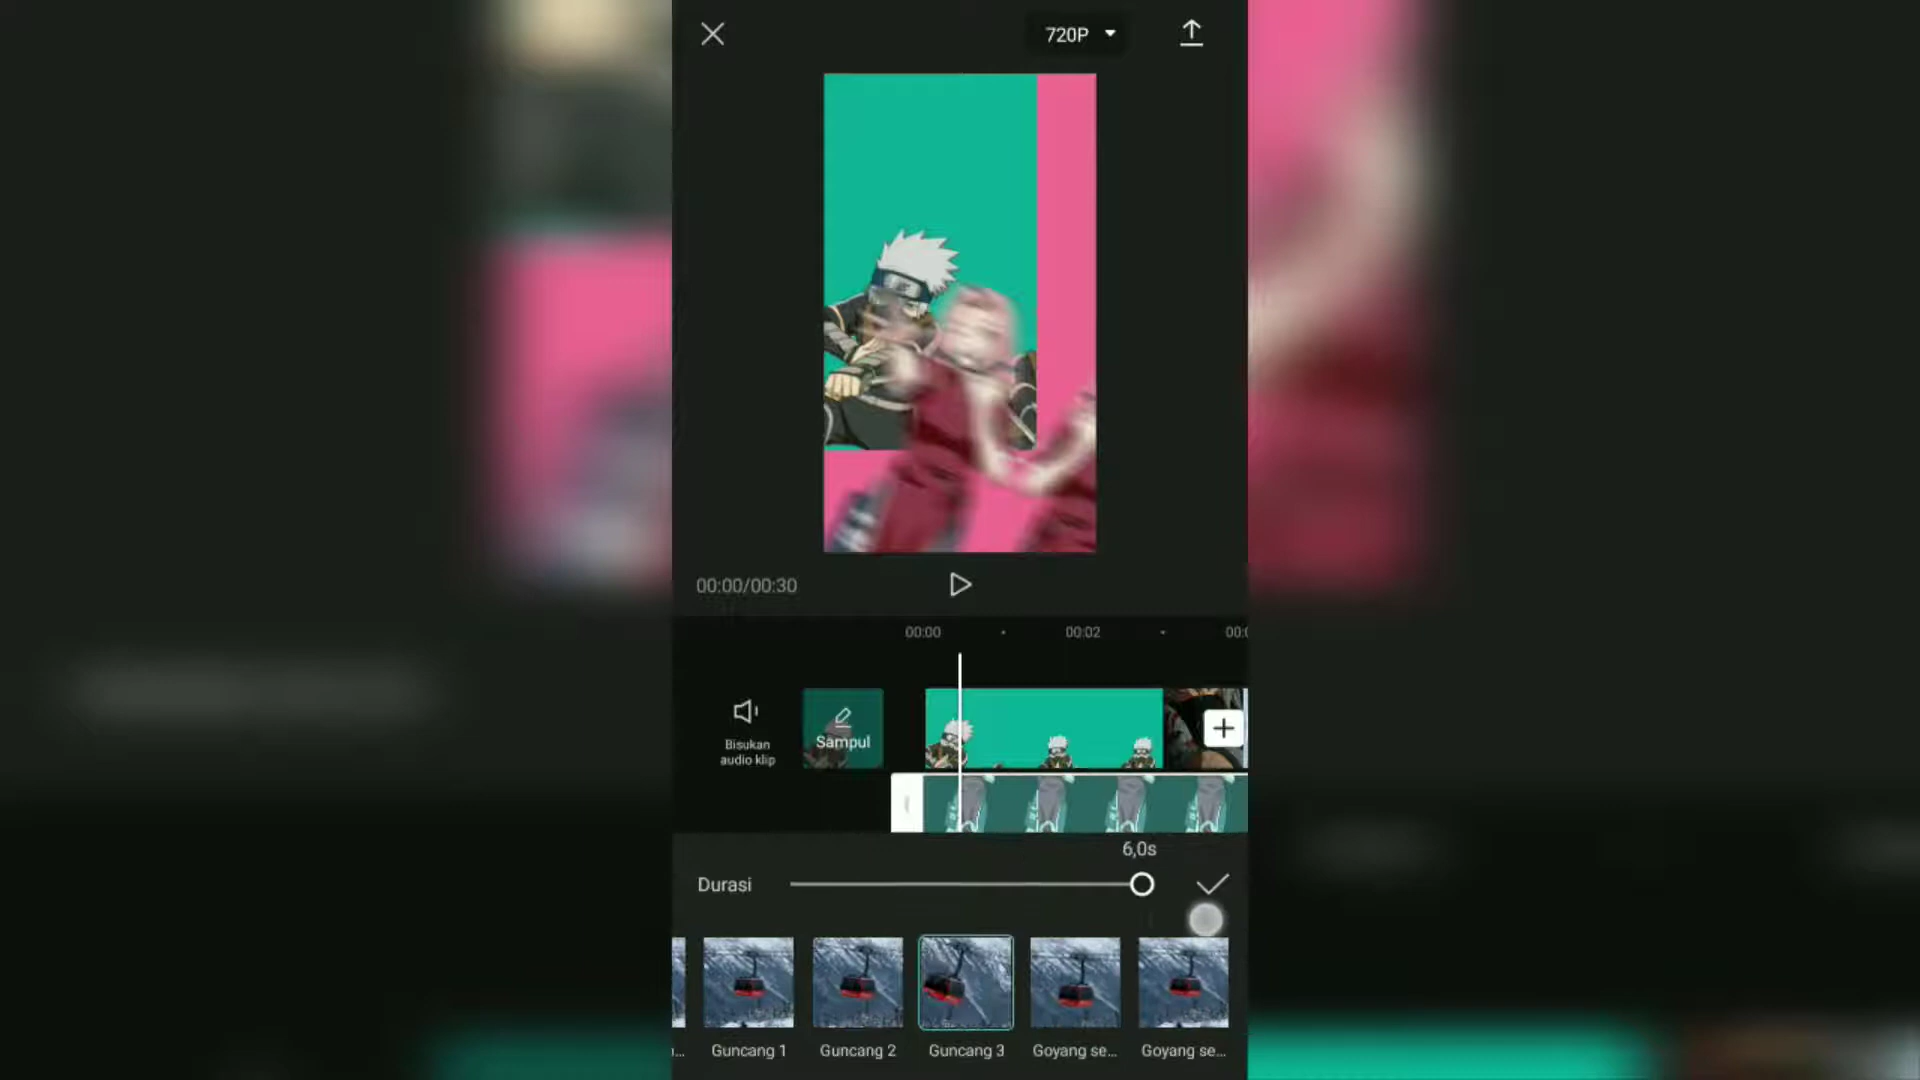 720P
00:00/00:30
00:00
00:02
Bisukan
audio klip
Sampul
6,0s
Durasi
Guncang 1
Guncang 2
Guncang 3
Goyang se...
Goyang se...